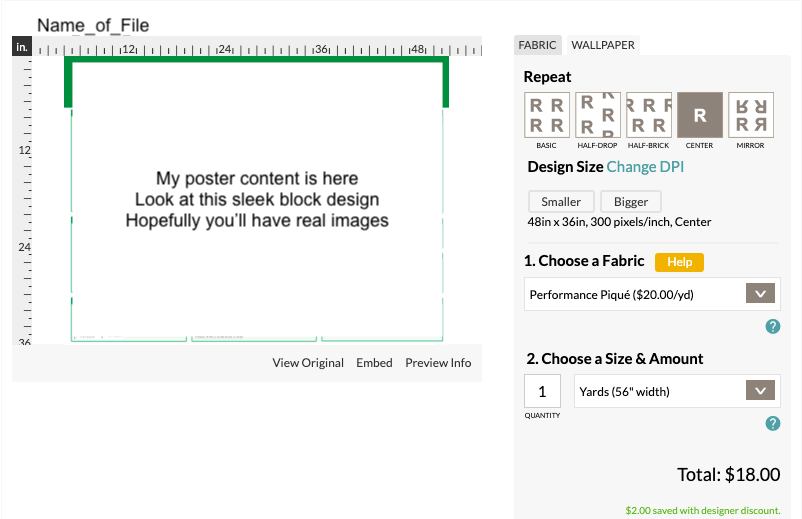 Name_of_File
in.
12
24
36
48
12
24
36
My poster content is here
Look at this sleek block design
Hopefully you'll have real images
View Original Embed Preview Info
FABRIC WALLPAPER
Repeat
R R R R
R R R R
R R R R R
R
R R R R
BASIC HALF-DROP HALF-BRICK CENTER MIRROR
Design Size Change DPI
Smaller Bigger
48in x 36in, 300 pixels/inch, Center
1. Choose a Fabric Help
Performance Piqué ($20.00/yd)
?
2. Choose a Size & Amount
1 Yards (56" width)
QUANTITY
?
Total: $18.00
$2.00 saved with designer discount.